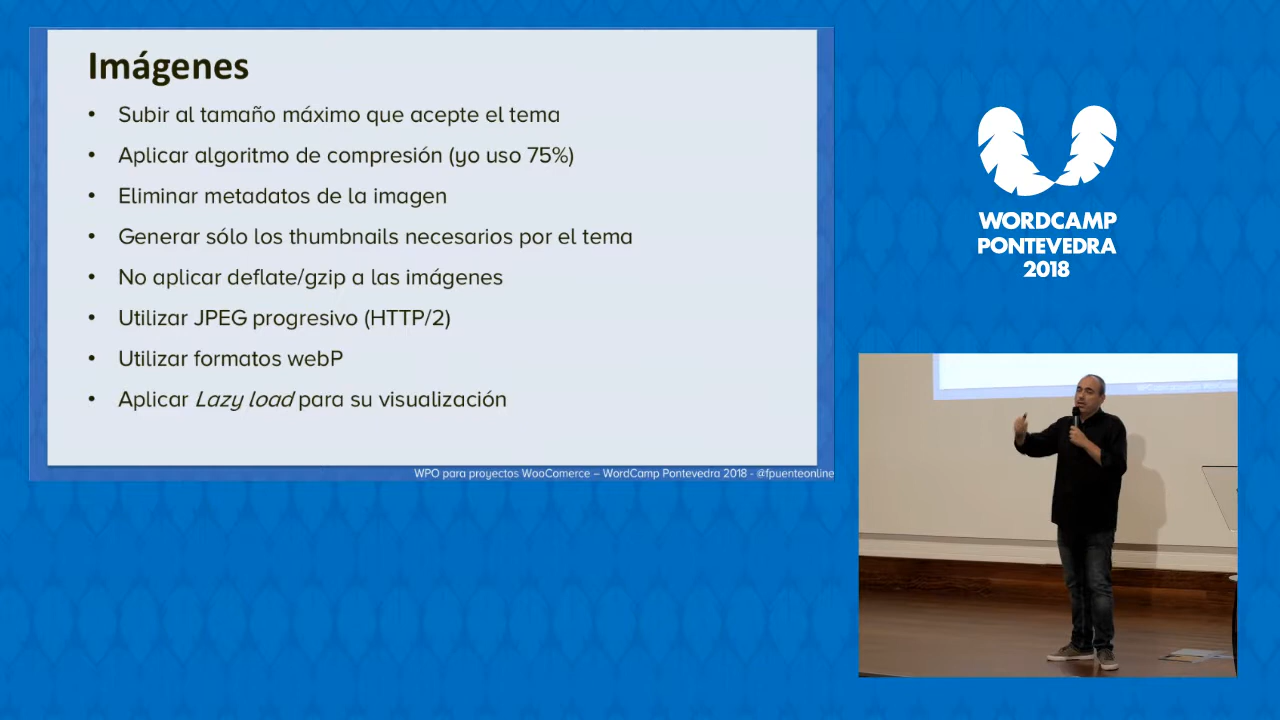 Imágenes
• Subir al tamaño máximo que acepte el tema
• Aplicar algoritmo de compresión (yo uso 75%)
• Eliminar metadatos de la imagen
• Generar sólo los thumbnails necesarios por el tema
• No aplicar deflate/gzip a las imágenes
• Utilizar JPEG progresivo (HTTP/2)
• Utilizar formatos webP
• Aplicar Lazy load para su visualización
WPO para proyectos WooComerce – WordCamp Pontevedra 2018 - @fpuenteonline
WORDCAMP
PONTEVEDRA
2018